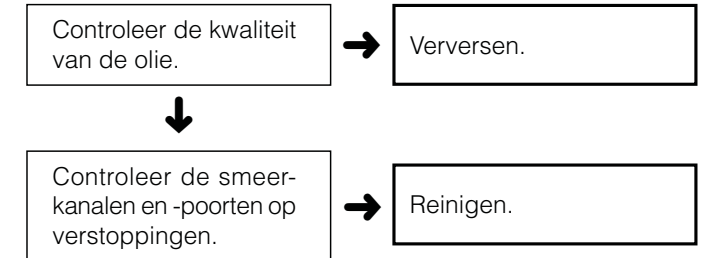 Controleer de kwaliteit
van de olie.
Verversen.
Controleer de smeer-
kanalen en -poorten op
verstoppingen.
Reinigen.